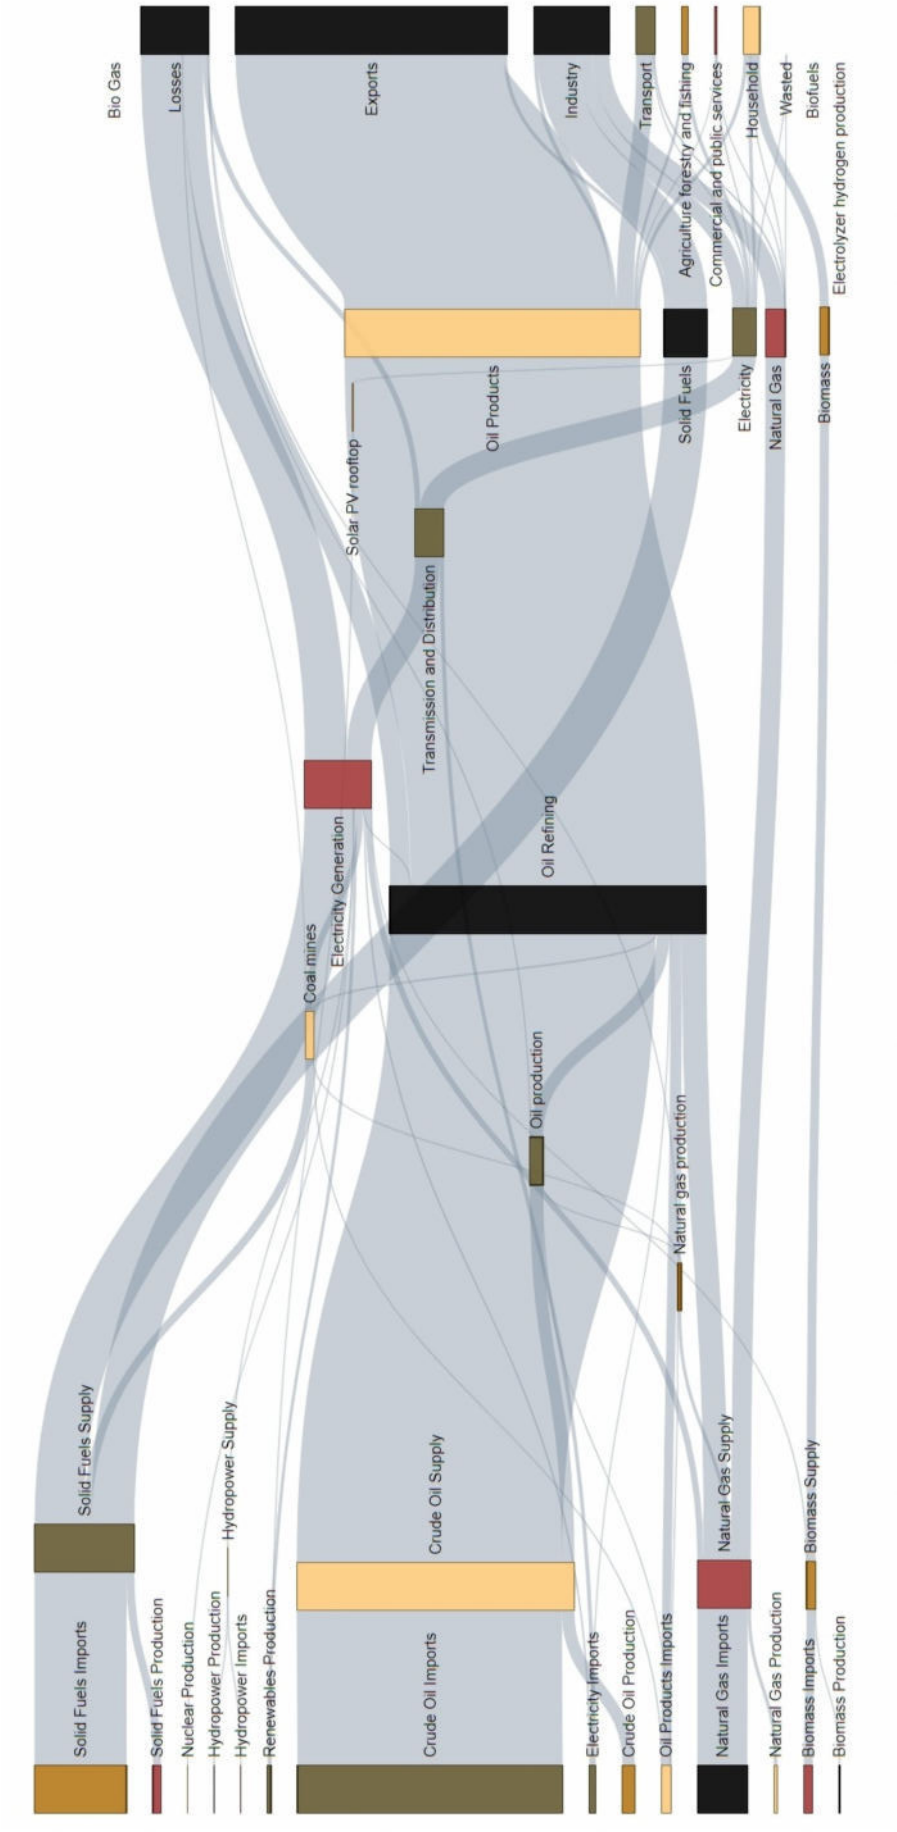 Solid Fuels Imports
Solid Fuels Production
Nuclear Production
Hydropower Production
Hydropower Imports
Renewables Production
Crude Oil Imports
Electricity Imports
Crude Oil Production
Oil Products Imports
Natural Gas Imports
Natural Gas Production
Biomass Imports
Biomass Production
Solid Fuels Supply
Hydropower Supply
Crude Oil Supply
Natural Gas Supply
Biomass Supply
Natural gas production
Oil production
Coal mines
Oil Refining
Electricity Generation
Transmission and Distribution
Solar PV rooftop
Oil Products
Solid Fuels
Electricity
Natural Gas
Biomass
Bio Gas
Losses
Exports
Industry
Transport
Agriculture forestry and fishing
Commercial and public services
Household
Wasted
Biofuels
Electrolyzer hydrogen production